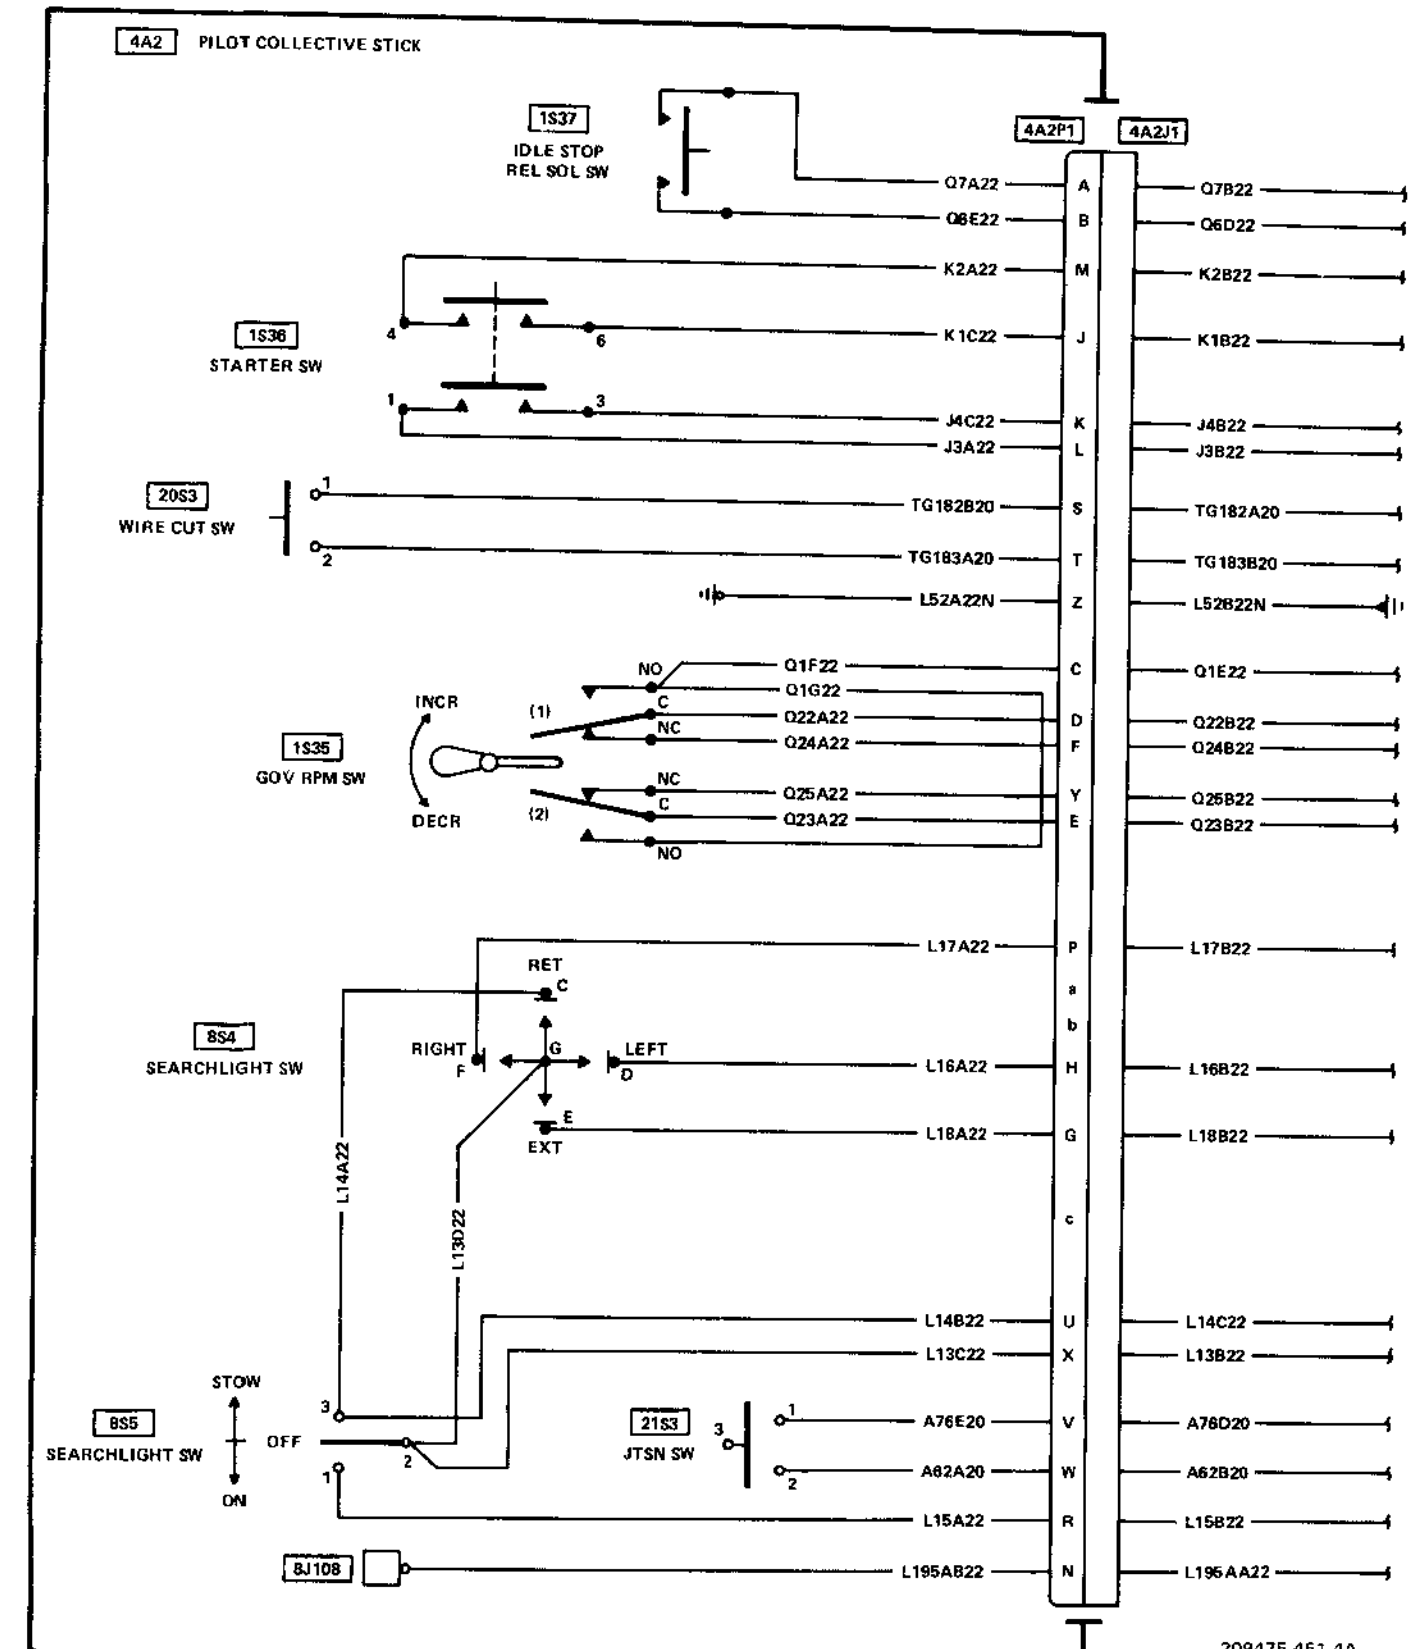 4A2 PILOT COLLECTIVE STICK
4A2P1 4A2J1
1S37
IDLE STOP
REL SOL SW
Q7A22 A Q7B22
Q6E22 B Q6D22
K2A22 M K2B22
1S36
STARTER SW
4 6 K1C22 J K1B22
1 3 J4C22 K J4B22
J3A22 L J3B22
20S3
WIRE CUT SW
1 TG182B20 S TG182A20
2 TG183A20 T TG183B20
L52A22N Z L52B22N
NO Q1F22 C Q1E22
Q1G22
INCR (1) C Q22A22 D Q22B22
NC Q24A22 F Q24B22
1S35
GOV RPM SW
NC Q25A22 Y Q25B22
DECR (2) C Q23A22 E Q23B22
NO
L17A22 P L17B22
RET C
a
b
8S4
SEARCHLIGHT SW
RIGHT F G LEFT D L16A22 H L16B22
E
EXT L18A22 G L18B22
L14A22
L13D22
c
L14B22 U L14C22
L13C22 X L13B22
STOW
8S5
SEARCHLIGHT SW
OFF
ON
3
2
1
21S3
JTSN SW
3
1 A76E20 V A76D20
2 A62A20 W A62B20
L15A22 R L15B22
8J108 L195AB22 N L195AA22